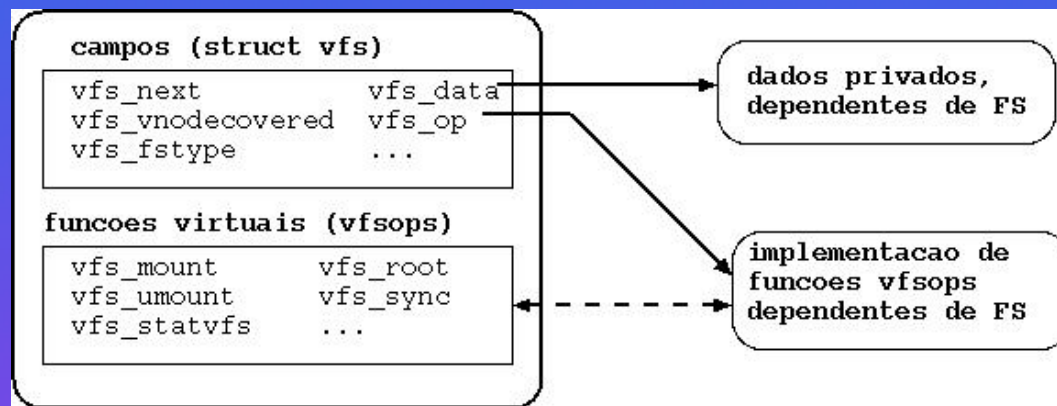 campos (struct vfs)
vfs_next vfs_data
vfs_vnodecovered vfs_op
vfs_fstype ...
funcoes virtuais (vfsops)
vfs_mount vfs_root
vfs_umount vfs_sync
vfs_statvfs ...
dados privados,
dependentes de FS
implementacao de
funcoes vfsops
dependentes de FS